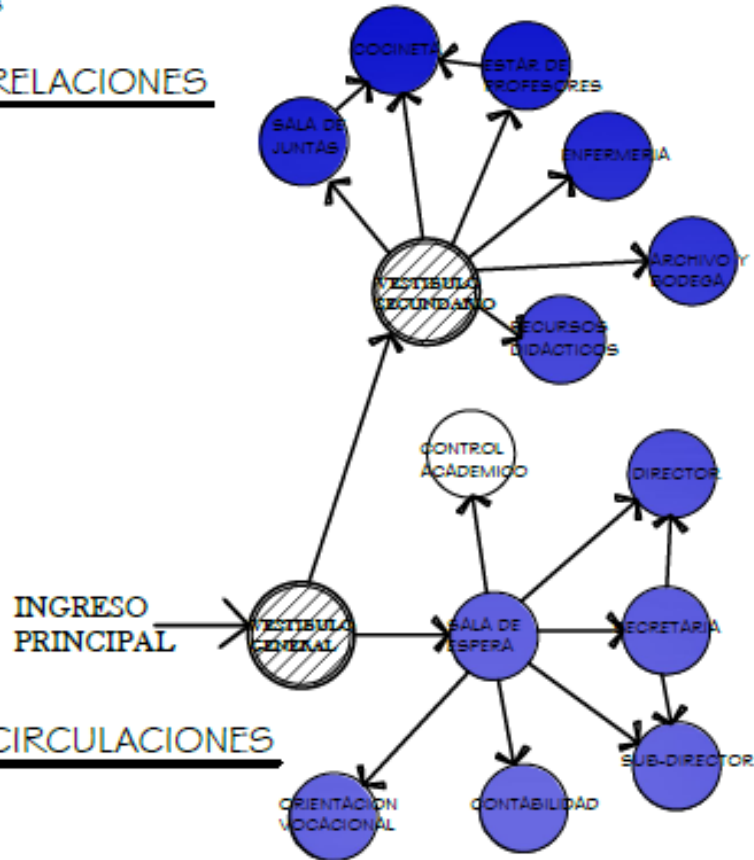 RELACIONES
COCINETA
ESTAR DE
PROFESORES
SALA DE
JUNTAS
ENFERMERIA
VESTIBULO
SECUNDARIO
ARCHIVO Y
BODEGA
RECURSOS
DIDACTICOS
CONTROL
ACADEMICO
DIRECTOR
INGRESO
PRINCIPAL
VESTIBULO
GENERAL
SALA DE
ESPERA
SECRETARIA
CIRCULACIONES
SUB-DIRECTOR
ORIENTACION
VOCACIONAL
CONTABILIDAD